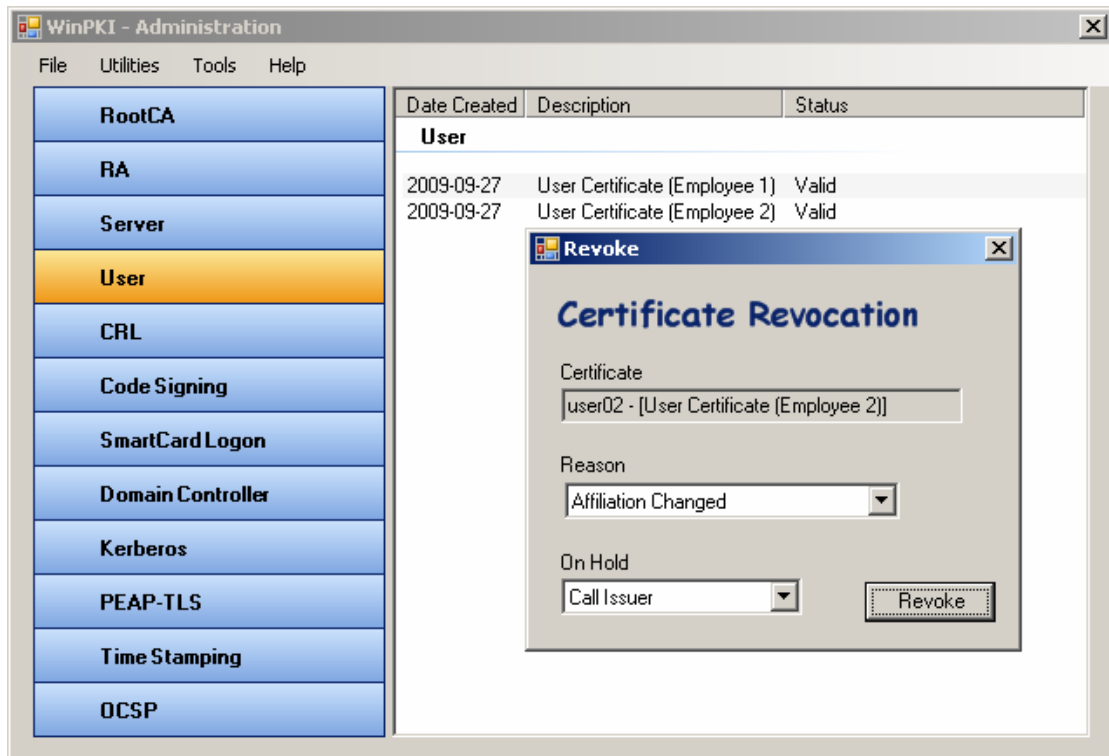 WinPKI - Administration
File Utilities Tools Help
RootCA
RA
Server
User
CRL
Code Signing
SmartCard Logon
Domain Controller
Kerberos
PEAP-TLS
Time Stamping
OCSP
Date Created Description Status
User
2009-09-27 User Certificate (Employee 1) Valid
2009-09-27 User Certificate (Employee 2) Valid
Revoke
Certificate Revocation
Certificate
user02 - [User Certificate (Employee 2)]
Reason
Affiliation Changed
On Hold
Call Issuer
Revoke